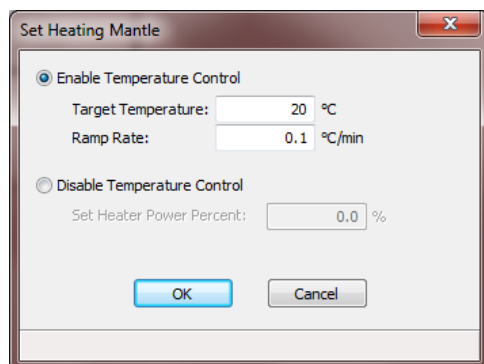 Set Heating Mantle
Enable Temperature Control
Target Temperature: 20 °C
Ramp Rate: 0.1 °C/min
Disable Temperature Control
Set Heater Power Percent: 0.0 %
OK Cancel